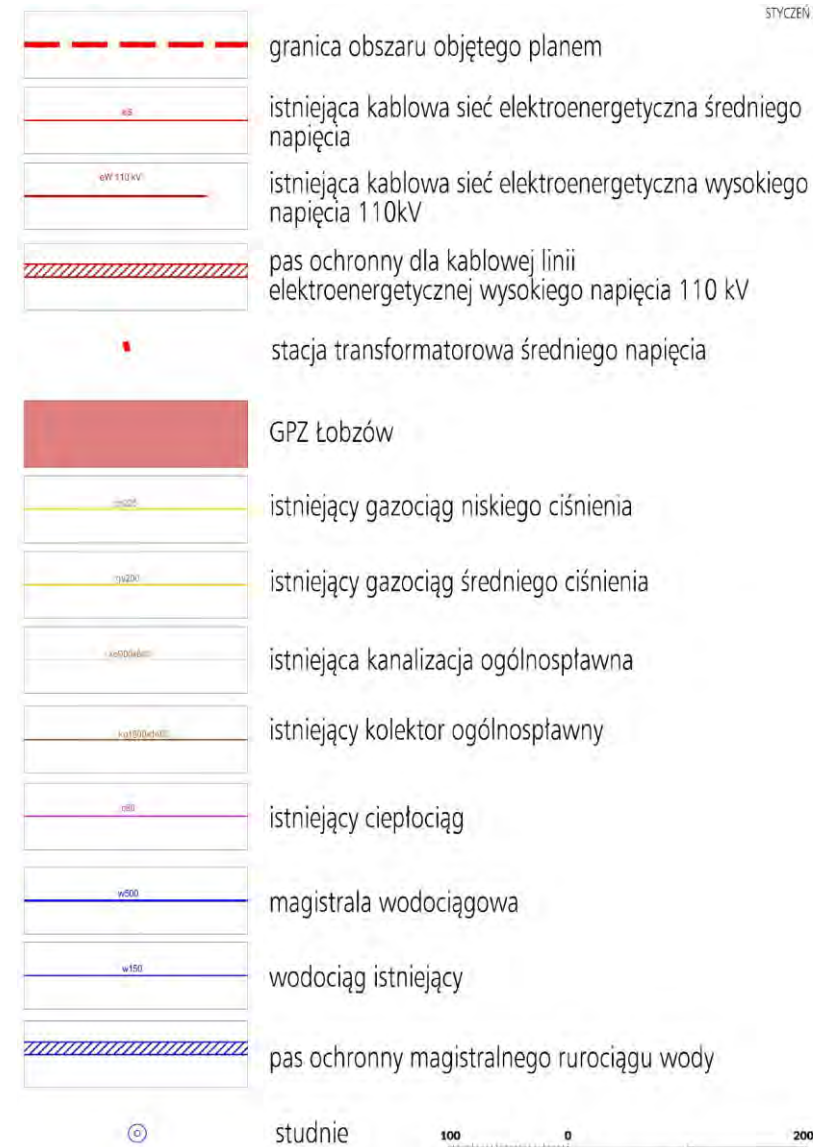 STYCZEŃ
granica obszaru objętego planem
eS
istniejąca kablowa sieć elektroenergetyczna średniego
napięcia
eW 110 kV
istniejąca kablowa sieć elektroenergetyczna wysokiego
napięcia 110kV
pas ochronny dla kablowej linii
elektroenergetycznej wysokiego napięcia 110 kV
stacja transformatorowa średniego napięcia
GPZ Łobzów
istniejący gazociąg niskiego ciśnienia
istniejący gazociąg średniego ciśnienia
istniejąca kanalizacja ogólnospławna
istniejący kolektor ogólnospławny
istniejący ciepłociąg
w500
magistrala wodociągowa
w150
wodociąg istniejący
pas ochronny magistralnego rurociągu wody
studnie
100 0 200